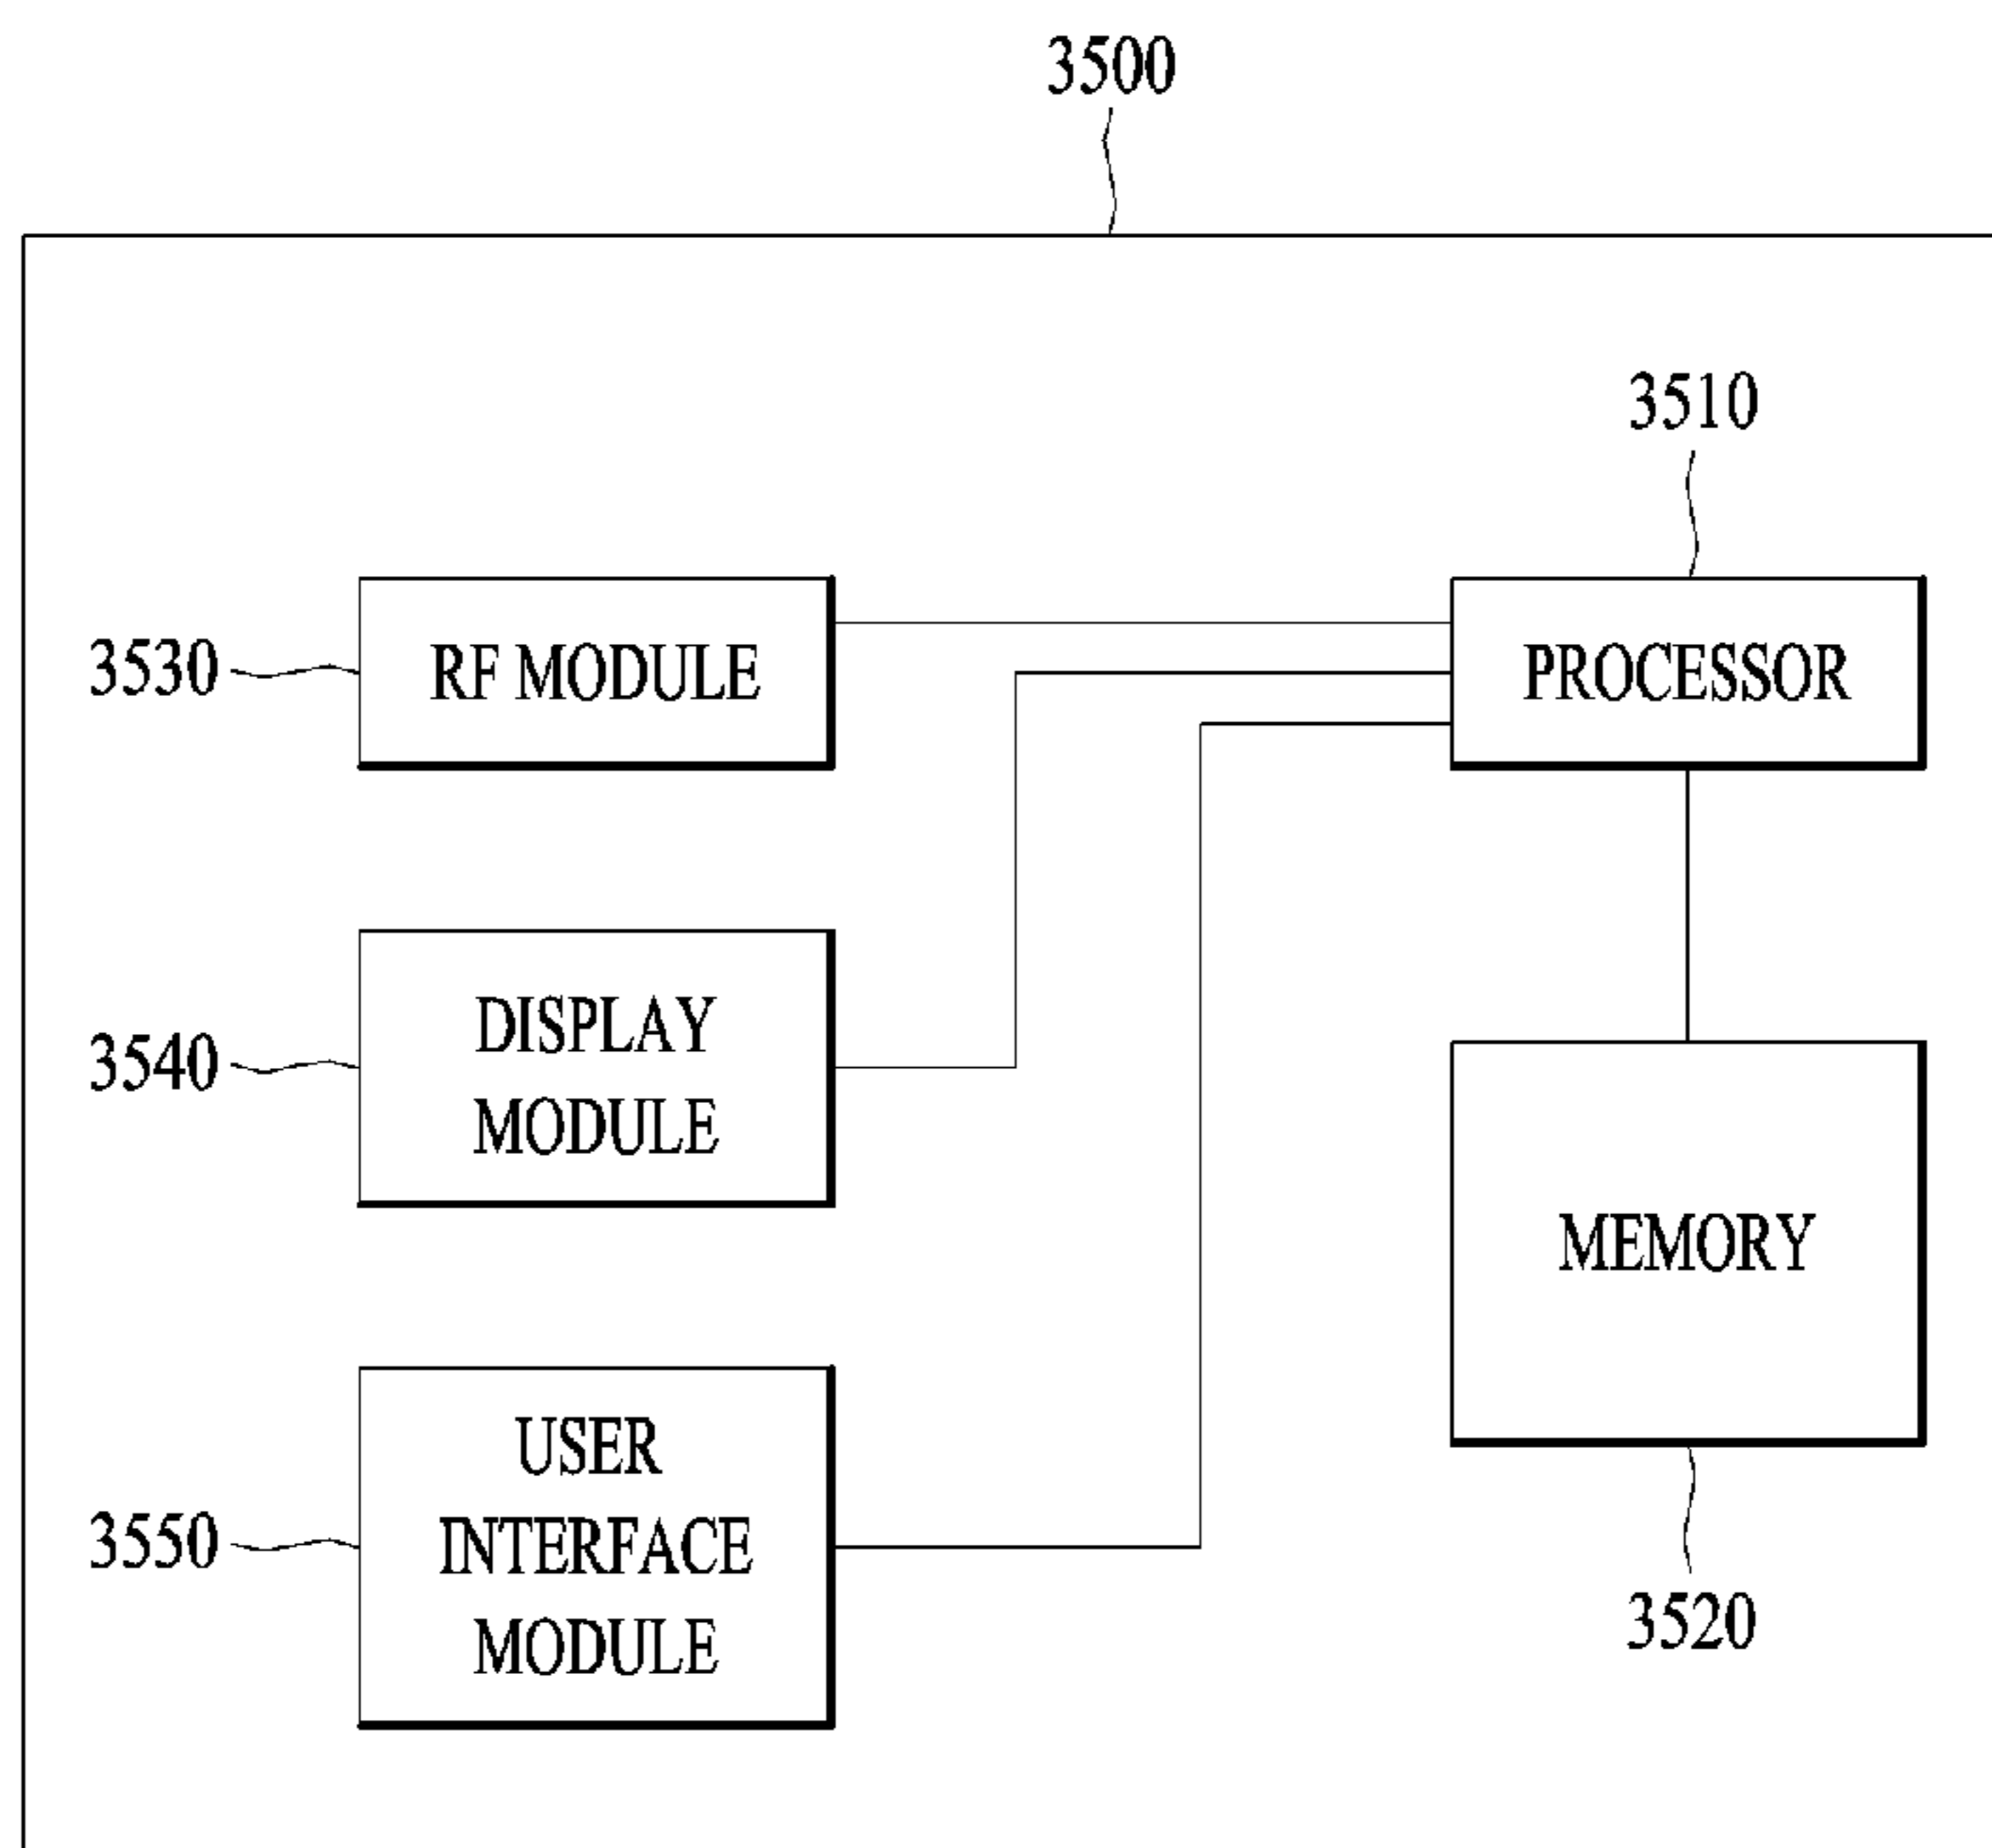 3500
3510
3530
RF MODULE
PROCESSOR
3540
DISPLAY
MODULE
MEMORY
3550
USER
INTERFACE
MODULE
3520